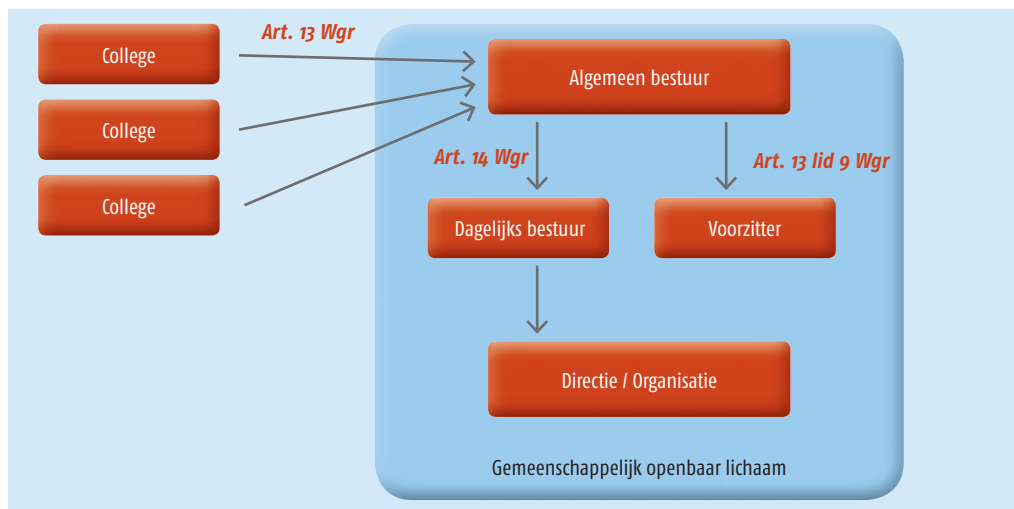 College
Art. 13 Wgr
College
College
Algemeen bestuur
Art. 14 Wgr
Art. 13 lid 9 Wgr
Dagelijks bestuur
Voorzitter
Directie / Organisatie
Gemeenschappelijk openbaar lichaam